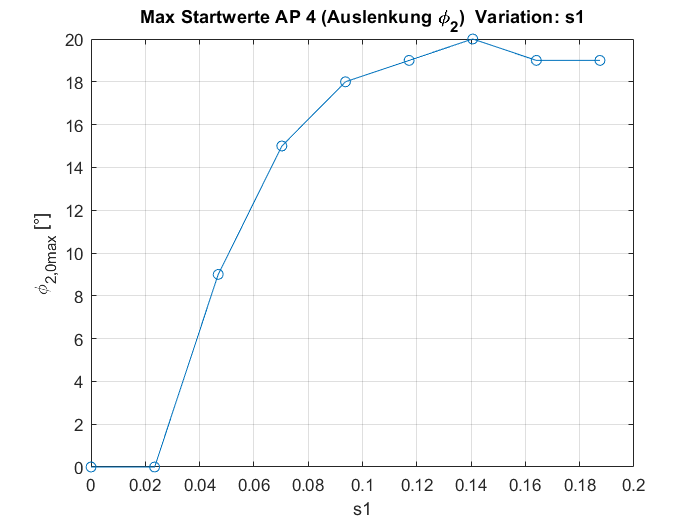 Max Startwerte AP 4 (Auslenkung ϕ₂) Variation: s1
20
18
16
14
12
10
8
6
4
2
0
ϕ₂,₀max [°]
0 0.02 0.04 0.06 0.08 0.1 0.12 0.14 0.16 0.18 0.2
s1